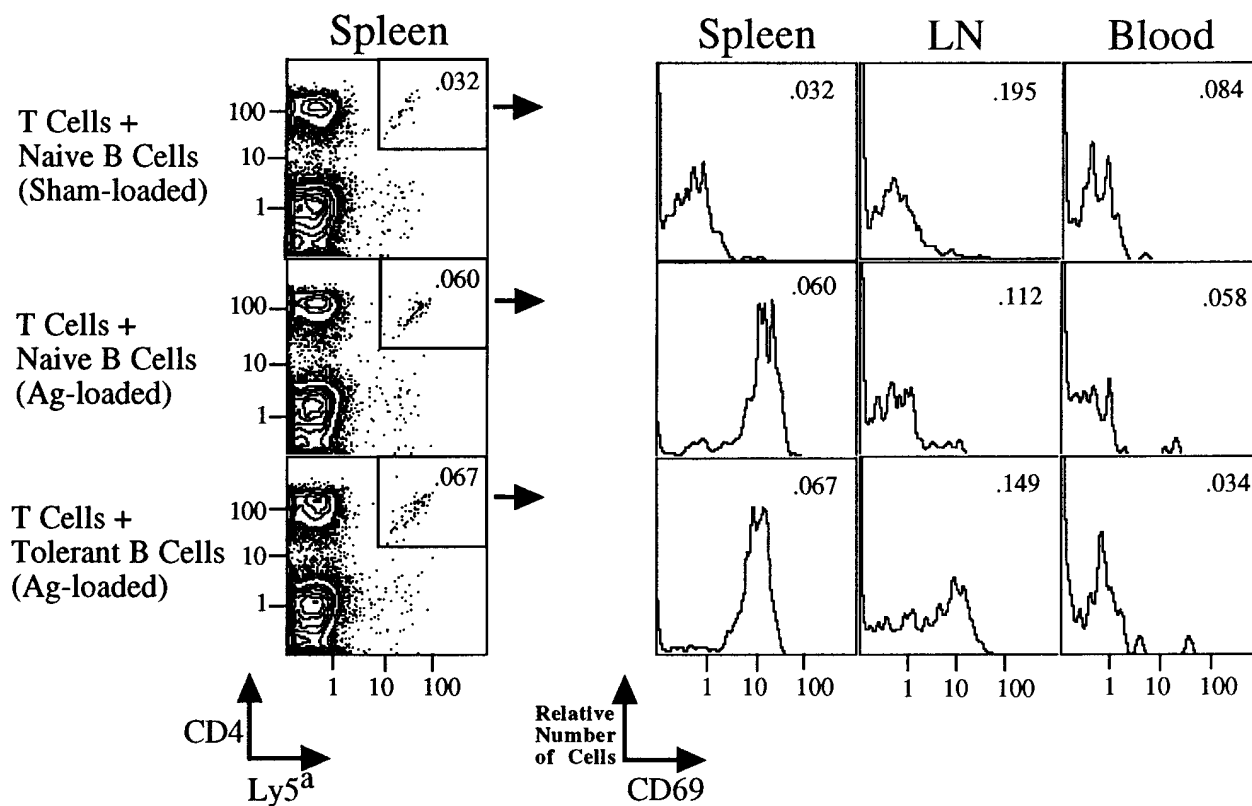 Spleen
Spleen
LN
Blood
T Cells +
Naive B Cells
(Sham-loaded)
100
10
1
.032
.032
.195
.084
T Cells +
Naive B Cells
(Ag-loaded)
100
10
1
.060
.060
.112
.058
T Cells +
Tolerant B Cells
(Ag-loaded)
100
10
1
.067
.067
.149
.034
1 10 100
1 10 100
1 10 100
1 10 100
CD4
Ly5a
Relative
Number
of Cells
CD69